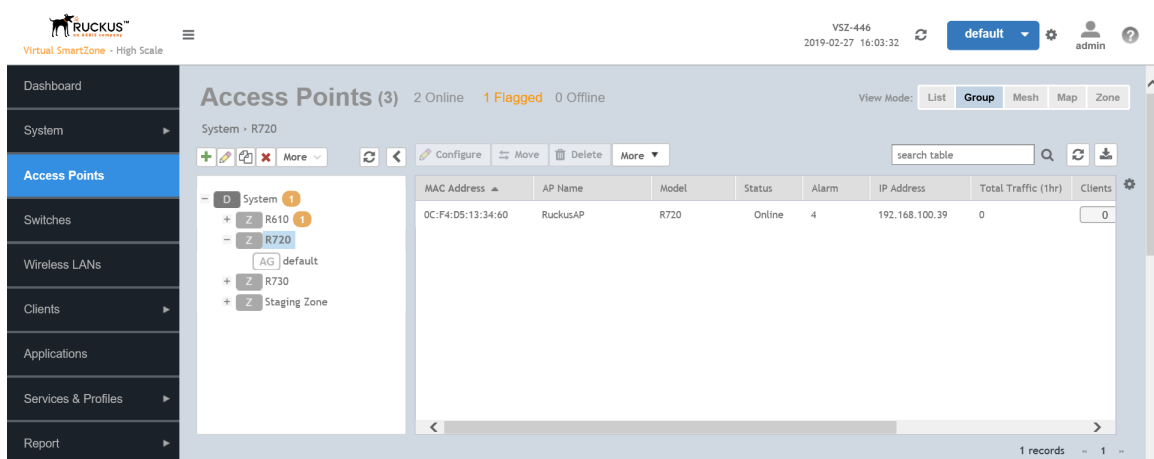 RUCKUS™
an ARRIS company
Virtual SmartZone - High Scale
VSZ-446
2019-02-27 16:03:32
default
admin
Dashboard
System
Access Points
Switches
Wireless LANs
Clients
Applications
Services & Profiles
Report
Access Points (3) 2 Online 1 Flagged 0 Offline
View Mode: List Group Mesh Map Zone
System › R720
More
Configure Move Delete More
search table
D System 1
Z R610 1
Z R720
AG default
Z R730
Z Staging Zone
MAC Address AP Name Model Status Alarm IP Address Total Traffic (1hr) Clients
0C:F4:D5:13:34:60 RuckusAP R720 Online 4 192.168.100.39 0 0
1 records « 1 »